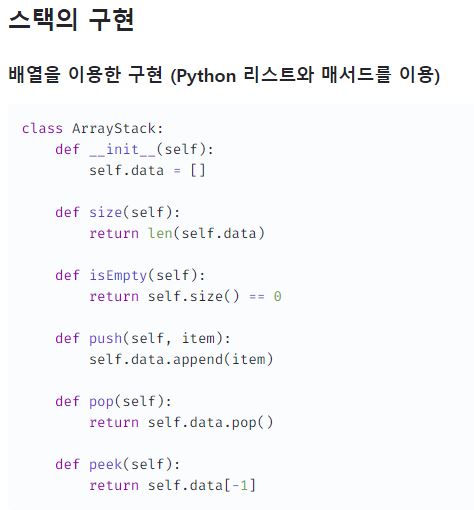 스택의 구현
배열을 이용한 구현 (Python 리스트와 매서드를 이용)
class ArrayStack:
    def __init__(self):
        self.data = []

    def size(self):
        return len(self.data)

    def isEmpty(self):
        return self.size() == 0

    def push(self, item):
        self.data.append(item)

    def pop(self):
        return self.data.pop()

    def peek(self):
        return self.data[-1]